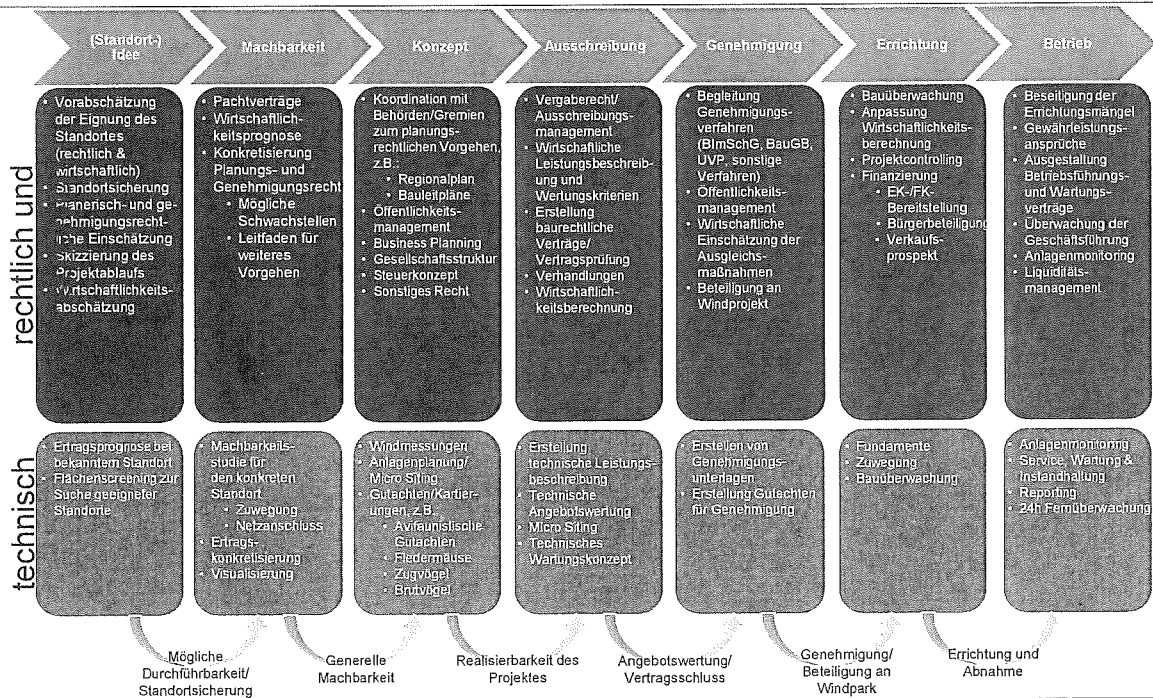 (Standort-)
Idee
Machbarkeit
Konzept
Ausschreibung
Genehmigung
Errichtung
Betrieb
rechtlich und
• Vorabschätzung
der Eignung des
Standortes
(rechtlich &
wirtschaftlich)
• Standortsicherung
• Planerisch- und ge-
nehmigungsrecht-
liche Einschätzung
• Skizzierung des
Projektablaufs
• Wirtschaftlichkeits-
abschätzung
• Pachtverträge
• Wirtschaftlich-
keitsprognose
• Konkretisierung
Planungs- und
Genehmigungsrecht
• Mögliche
Schwachstellen
• Leitfaden für
weiteres
Vorgehen
• Koordination mit
Behörden/Gremien
zum planungs-
rechtlichen Vorgehen,
z.B.:
• Regionalplan
• Bauleitpläne
• Öffentlichkeits-
management
• Business Planning
• Gesellschaftsstruktur
• Steuerkonzept
• Sonstiges Recht
• Vergaberecht/
Ausschreibungs-
management
• Wirtschaftliche
Leistungsbeschreib-
ung und
Wertungskriterien
• Erstellung
baurechtliche
Verträge/
Vertragsprüfung
• Verhandlungen
• Wirtschaftlich-
keitsberechnung
• Begleitung
Genehmigungs-
verfahren
(BImSchG, BauGB,
UVP, sonstige
Verfahren)
• Öffentlichkeits-
management
• Wirtschaftliche
Einschätzung der
Ausgleichs-
maßnahmen
• Beteiligung an
Windprojekt
• Bauüberwachung
• Anpassung
Wirtschaftlichkeits-
berechnung
• Projektcontrolling
• Finanzierung
• EK-/FK-
Bereitstellung
• Bürgerbeteiligung
• Verkaufs-
prospekt
• Beseitigung der
Errichtungsmängel
• Gewährleistungs-
ansprüche
• Ausgestaltung
Betriebsführungs-
und Wartungs-
verträge
• Überwachung der
Geschäftsführung
• Anlagenmonitoring
• Liquiditäts-
management
technisch
• Ertragsprognose bei
bekanntem Standort
• Flächenscreening zur
Suche geeigneter
Standorte
• Machbarkeits-
studie für
den konkreten
Standort
• Zuwegung
• Netzanschluss
• Ertrags-
konkretisierung
• Visualisierung
• Windmessungen
• Anlagenplanung/
Micro Siting
• Gutachten/Kartier-
ungen, z.B.:
• Avifaunistische
Gutachten
• Fledermäuse
• Zugvögel
• Brutvögel
• Erstellung
technische Leistungs-
beschreibung
• Technische
Angebotswertung
• Micro Siting
• Technisches
Wartungskonzept
• Erstellen von
Genehmigungs-
unterlagen
• Erstellung Gutachten
für Genehmigung
• Fundamente
• Zuwegung
• Bauüberwachung
• Anlagenmonitoring
• Service, Wartung &
Instandhaltung
• Reporting
• 24h Fernüberwachung
Mögliche
Durchführbarkeit/
Standortsicherung
Generelle
Machbarkeit
Realisierbarkeit des
Projektes
Angebotswertung/
Vertragsschluss
Genehmigung/
Beteiligung an
Windpark
Errichtung und
Abnahme